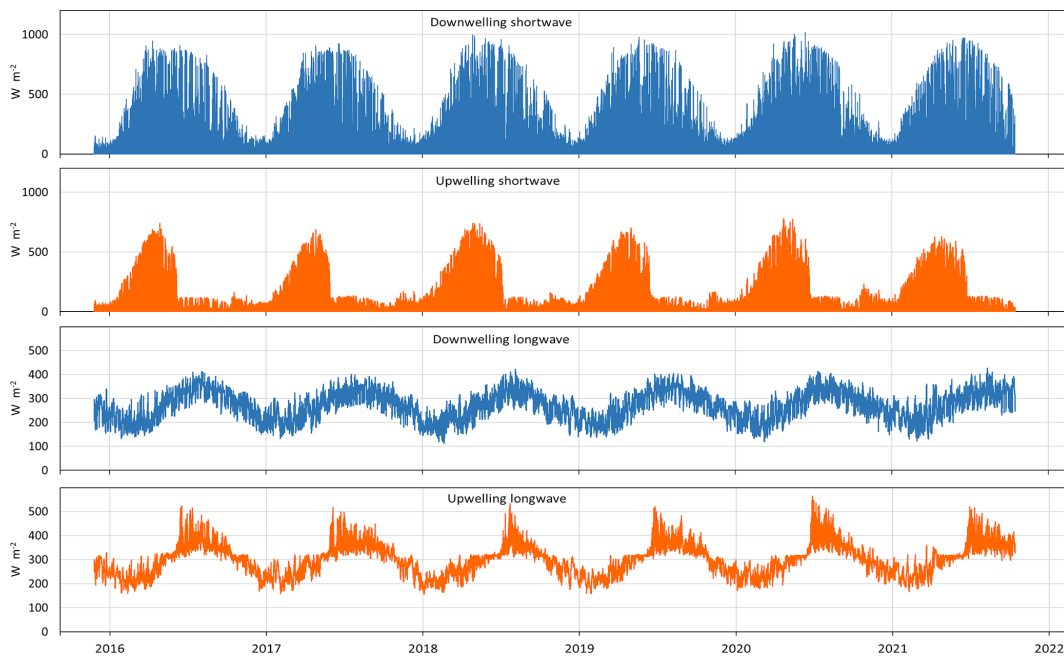 Downwelling shortwave
1000
500
0
W m⁻²
Upwelling shortwave
1000
500
0
W m⁻²
Downwelling longwave
500
400
300
200
100
0
W m⁻²
Upwelling longwave
500
400
300
200
100
0
W m⁻²
2016 2017 2018 2019 2020 2021 2022